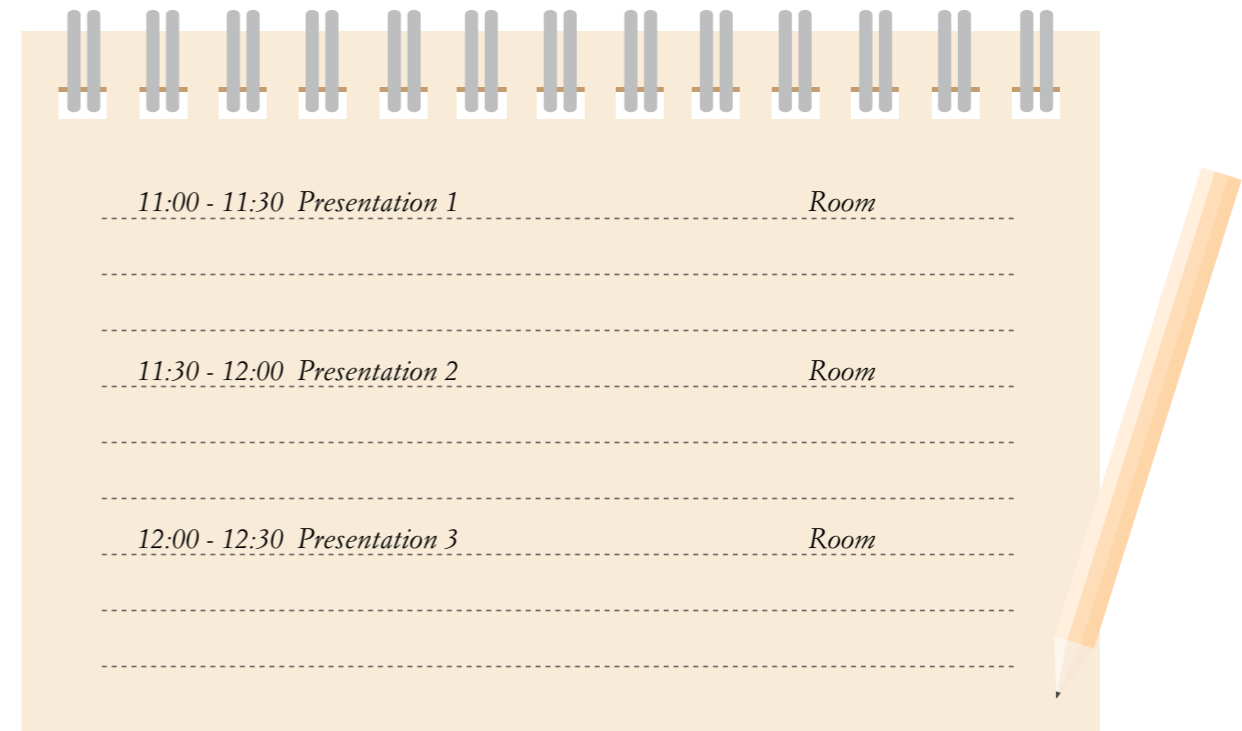 11:00 - 11:30 Presentation 1 Room
11:30 - 12:00 Presentation 2 Room
12:00 - 12:30 Presentation 3 Room